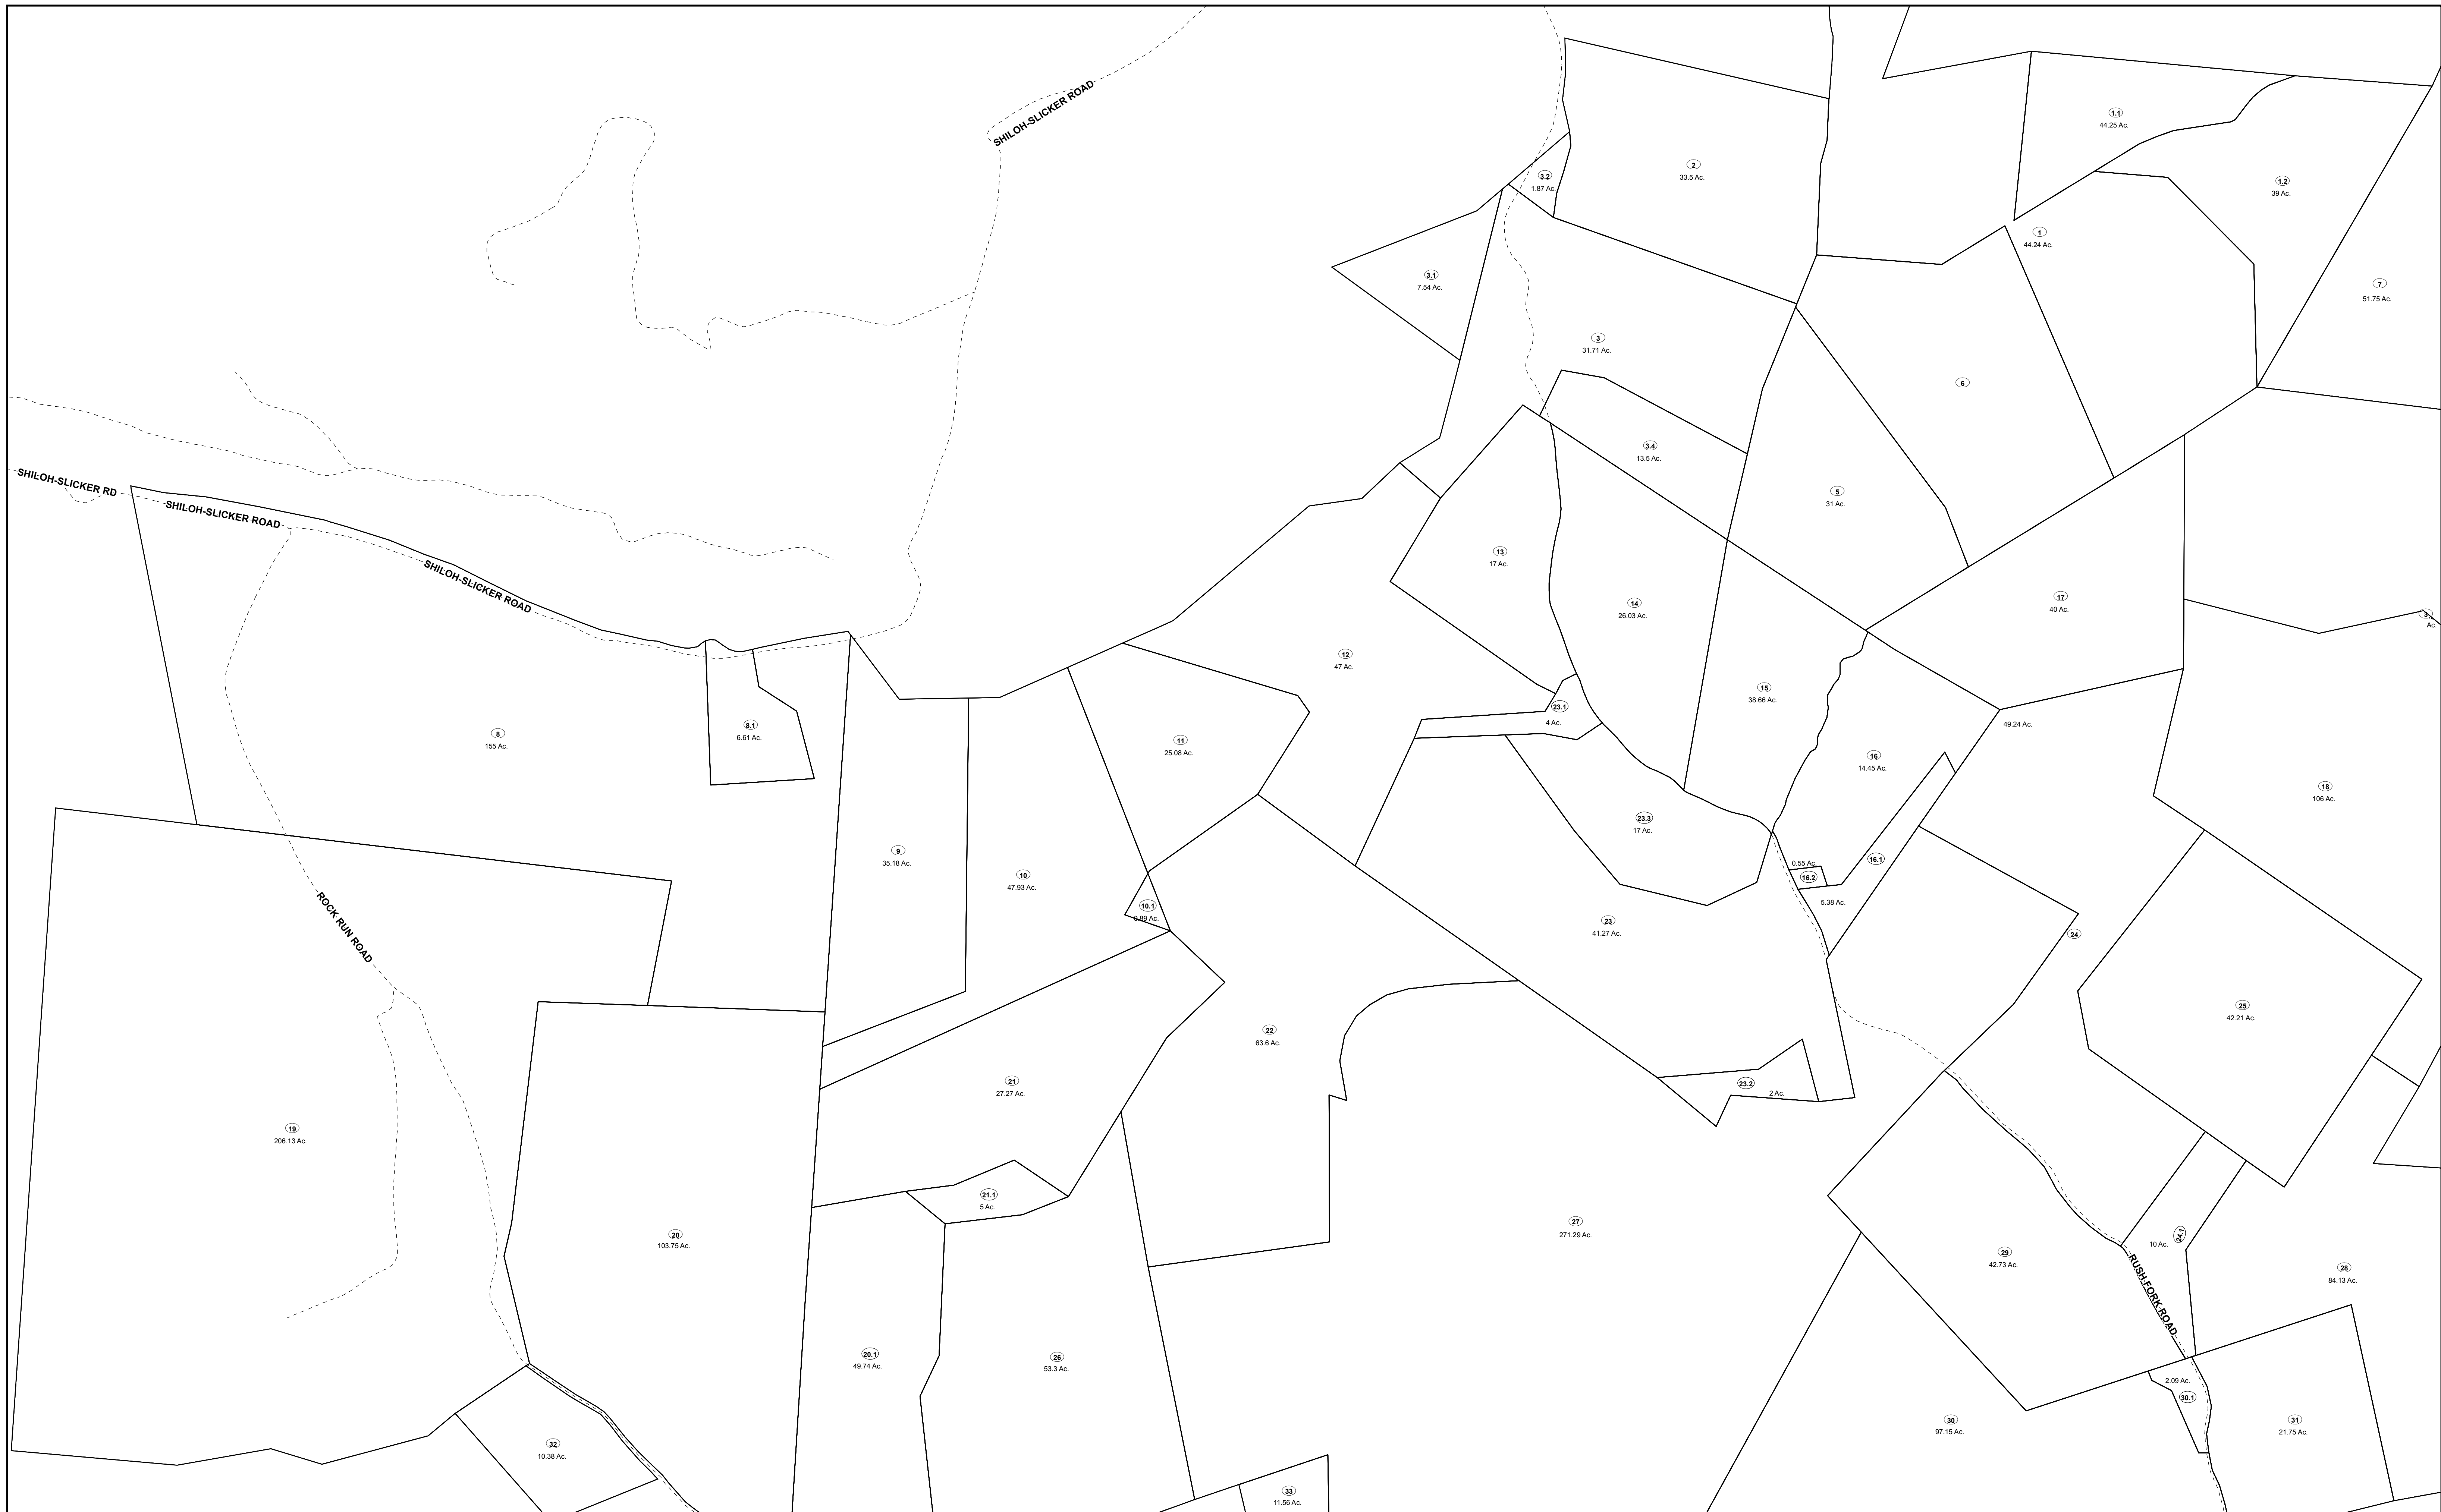 SHILOH-SLICKER ROAD
1.1
44.25 Ac.
2
33.5 Ac.
3.2
1.87 Ac.
1.2
39 Ac.
1
44.24 Ac.
3.1
7.54 Ac.
7
51.75 Ac.
3
31.71 Ac.
6
3.4
13.5 Ac.
SHILOH-SLICKER RD
SHILOH-SLICKER ROAD
5
31 Ac.
SHILOH-SLICKER ROAD
13
17 Ac.
14
26.03 Ac.
17
40 Ac.
3
Ac.
12
47 Ac.
15
38.66 Ac.
23.1
4 Ac.
49.24 Ac.
8
155 Ac.
8.1
6.61 Ac.
11
25.08 Ac.
16
14.45 Ac.
18
106 Ac.
23.3
17 Ac.
9
35.18 Ac.
0.55 Ac.
16.1
16.2
10
47.93 Ac.
5.38 Ac.
10.1
0.89 Ac.
ROCK RUN ROAD
23
41.27 Ac.
24
25
42.21 Ac.
22
63.6 Ac.
21
27.27 Ac.
23.2
2 Ac.
19
206.13 Ac.
21.1
5 Ac.
20
103.75 Ac.
27
271.29 Ac.
24.1
10 Ac.
29
42.73 Ac.
28
84.13 Ac.
RUSH FORK ROAD
20.1
49.74 Ac.
26
53.3 Ac.
2.09 Ac.
30.1
30
97.15 Ac.
31
21.75 Ac.
32
10.38 Ac.
33
11.56 Ac.